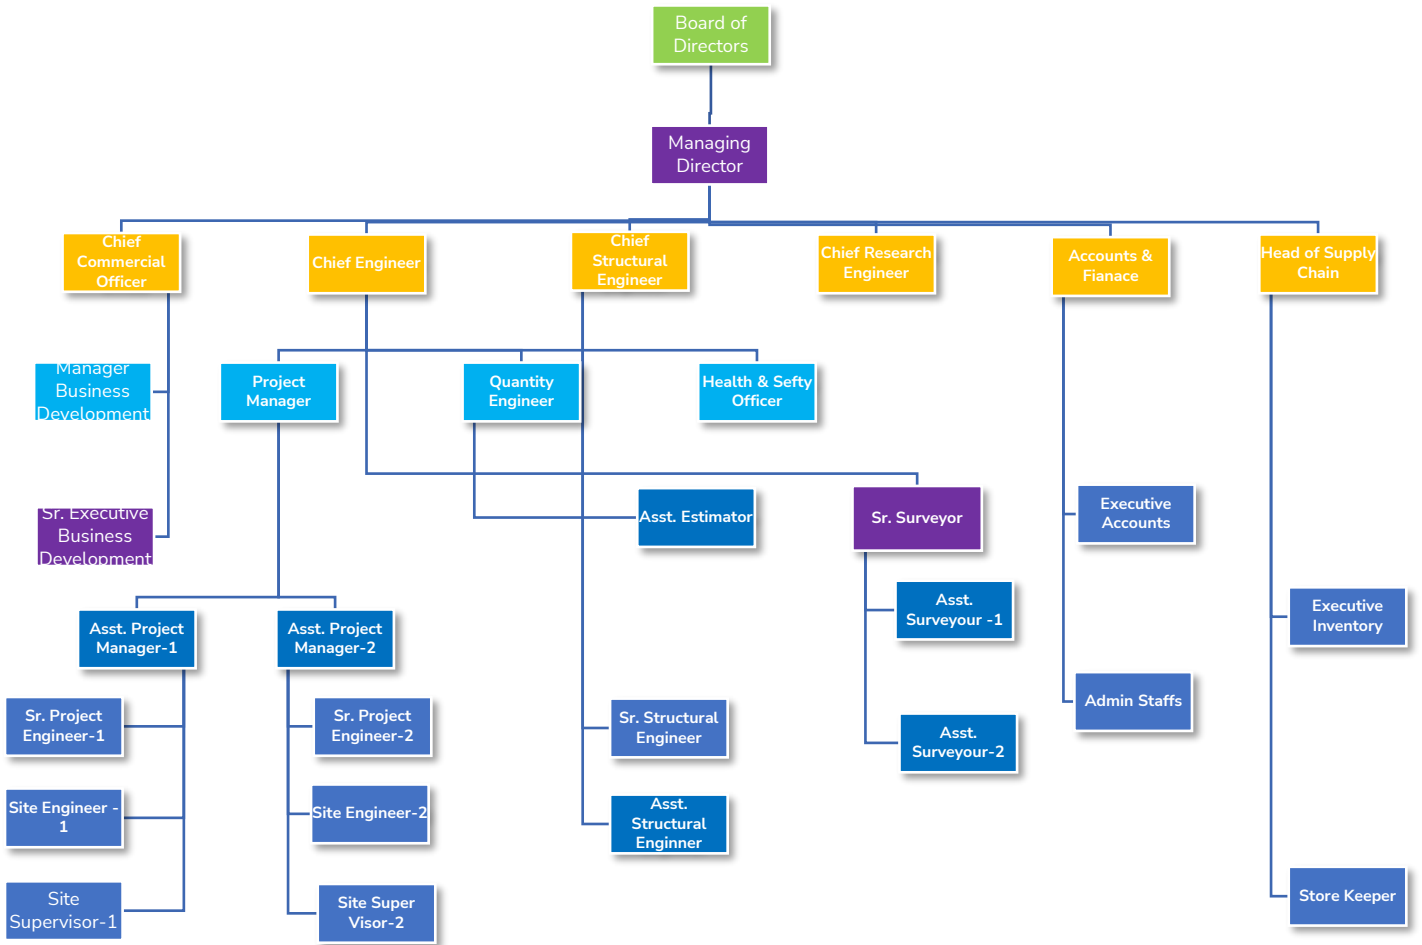 Board of
Directors
Managing
Director
Chief
Commercial
Officer
Chief Engineer
Chief
Structural
Engineer
Chief Research
Engineer
Accounts &
Fianace
Head of Supply
Chain
Manager
Business
Development
Project
Manager
Quantity
Engineer
Health & Sefty
Officer
Sr. Executive
Business
Development
Asst. Estimator
Sr. Surveyor
Executive
Accounts
Asst. Project
Manager-1
Asst. Project
Manager-2
Asst.
Surveyour -1
Executive
Inventory
Sr. Project
Engineer-1
Sr. Project
Engineer-2
Sr. Structural
Engineer
Asst.
Surveyour-2
Admin Staffs
Site Engineer -
1
Site Engineer-2
Asst.
Structural
Enginner
Site
Supervisor-1
Site Super
Visor-2
Store Keeper